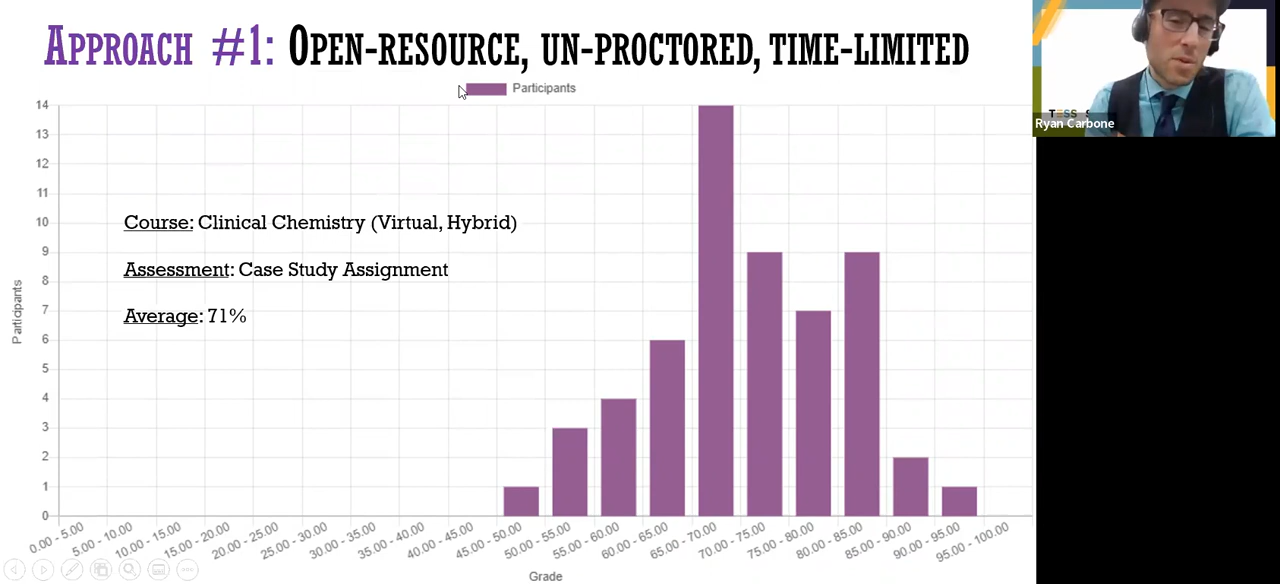 APPROACH #1: OPEN-RESOURCE, UN-PROCTORED, TIME-LIMITED
Participants
14
13
12
11
10
9
8
7
6
5
4
3
2
1
0
Participants
Course: Clinical Chemistry (Virtual, Hybrid)
Assessment: Case Study Assignment
Average: 71%
0.00 - 5.00
5.00 - 10.00
10.00 - 15.00
15.00 - 20.00
20.00 - 25.00
25.00 - 30.00
30.00 - 35.00
35.00 - 40.00
40.00 - 45.00
45.00 - 50.00
50.00 - 55.00
55.00 - 60.00
60.00 - 65.00
65.00 - 70.00
70.00 - 75.00
75.00 - 80.00
80.00 - 85.00
85.00 - 90.00
90.00 - 95.00
95.00 - 100.00
Grade
TESS
Ryan Carbone